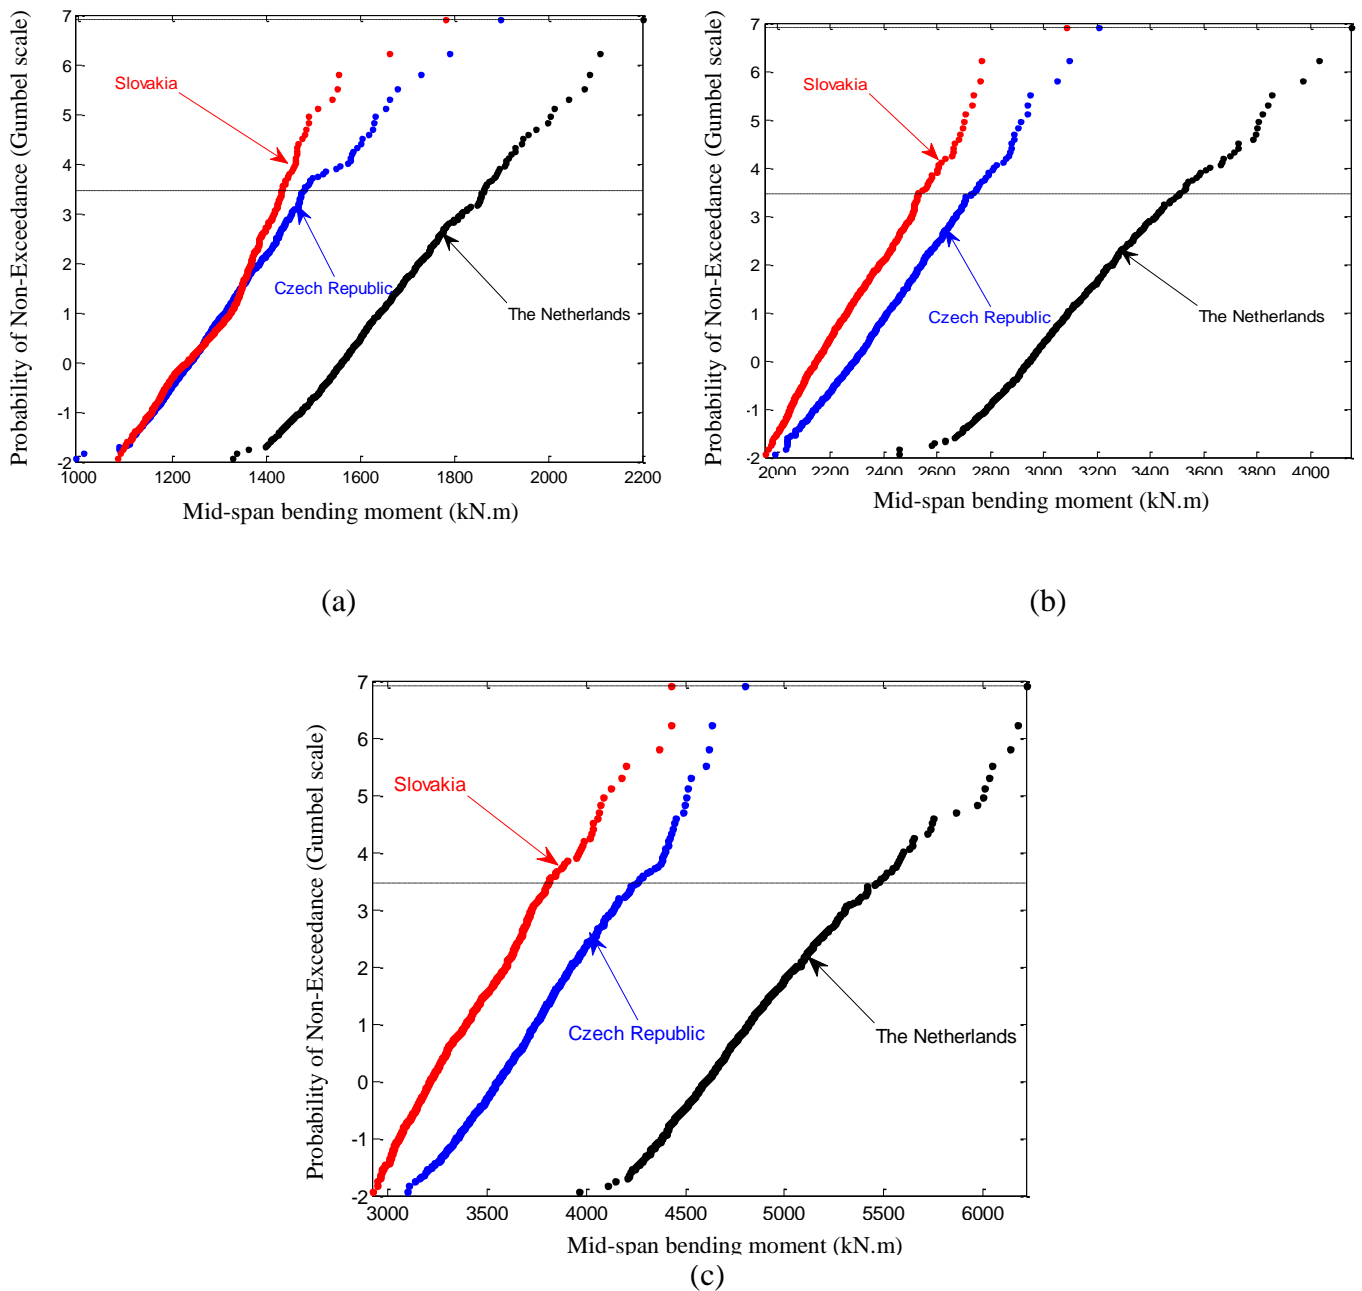 7
6
5
4
3
2
1
0
-1
-2
Probability of Non-Exceedance (Gumbel scale)
Slovakia
Czech Republic
The Netherlands
1000 1200 1400 1600 1800 2000 2200
Mid-span bending moment (kN.m)
(a)
7
6
5
4
3
2
1
0
-1
-2
Probability of Non-Exceedance (Gumbel scale)
Slovakia
Czech Republic
The Netherlands
2000 2200 2400 2600 2800 3000 3200 3400 3600 3800 4000
Mid-span bending moment (kN.m)
(b)
7
6
5
4
3
2
1
0
-1
-2
Probability of Non-Exceedance (Gumbel scale)
Slovakia
Czech Republic
The Netherlands
3000 3500 4000 4500 5000 5500 6000
Mid-span bending moment (kN.m)
(c)